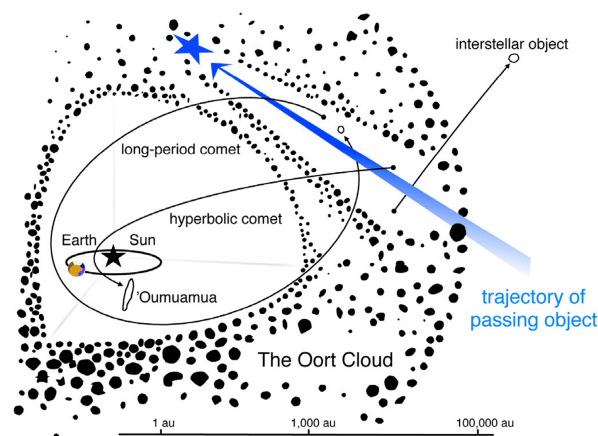 interstellar object
long-period comet
hyperbolic comet
Earth
Sun
'Oumuamua
trajectory of
passing object
The Oort Cloud
1 au
1,000 au
100,000 au